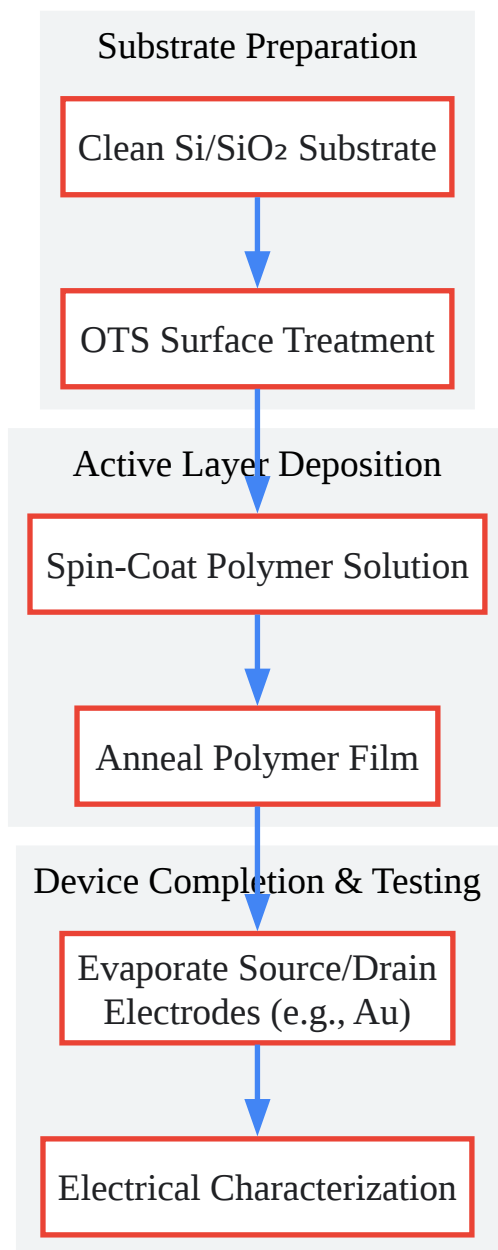 Substrate Preparation
Clean Si/SiO₂ Substrate
OTS Surface Treatment
Active Layer Deposition
Spin-Coat Polymer Solution
Anneal Polymer Film
Device Completion & Testing
Evaporate Source/Drain
Electrodes (e.g., Au)
Electrical Characterization